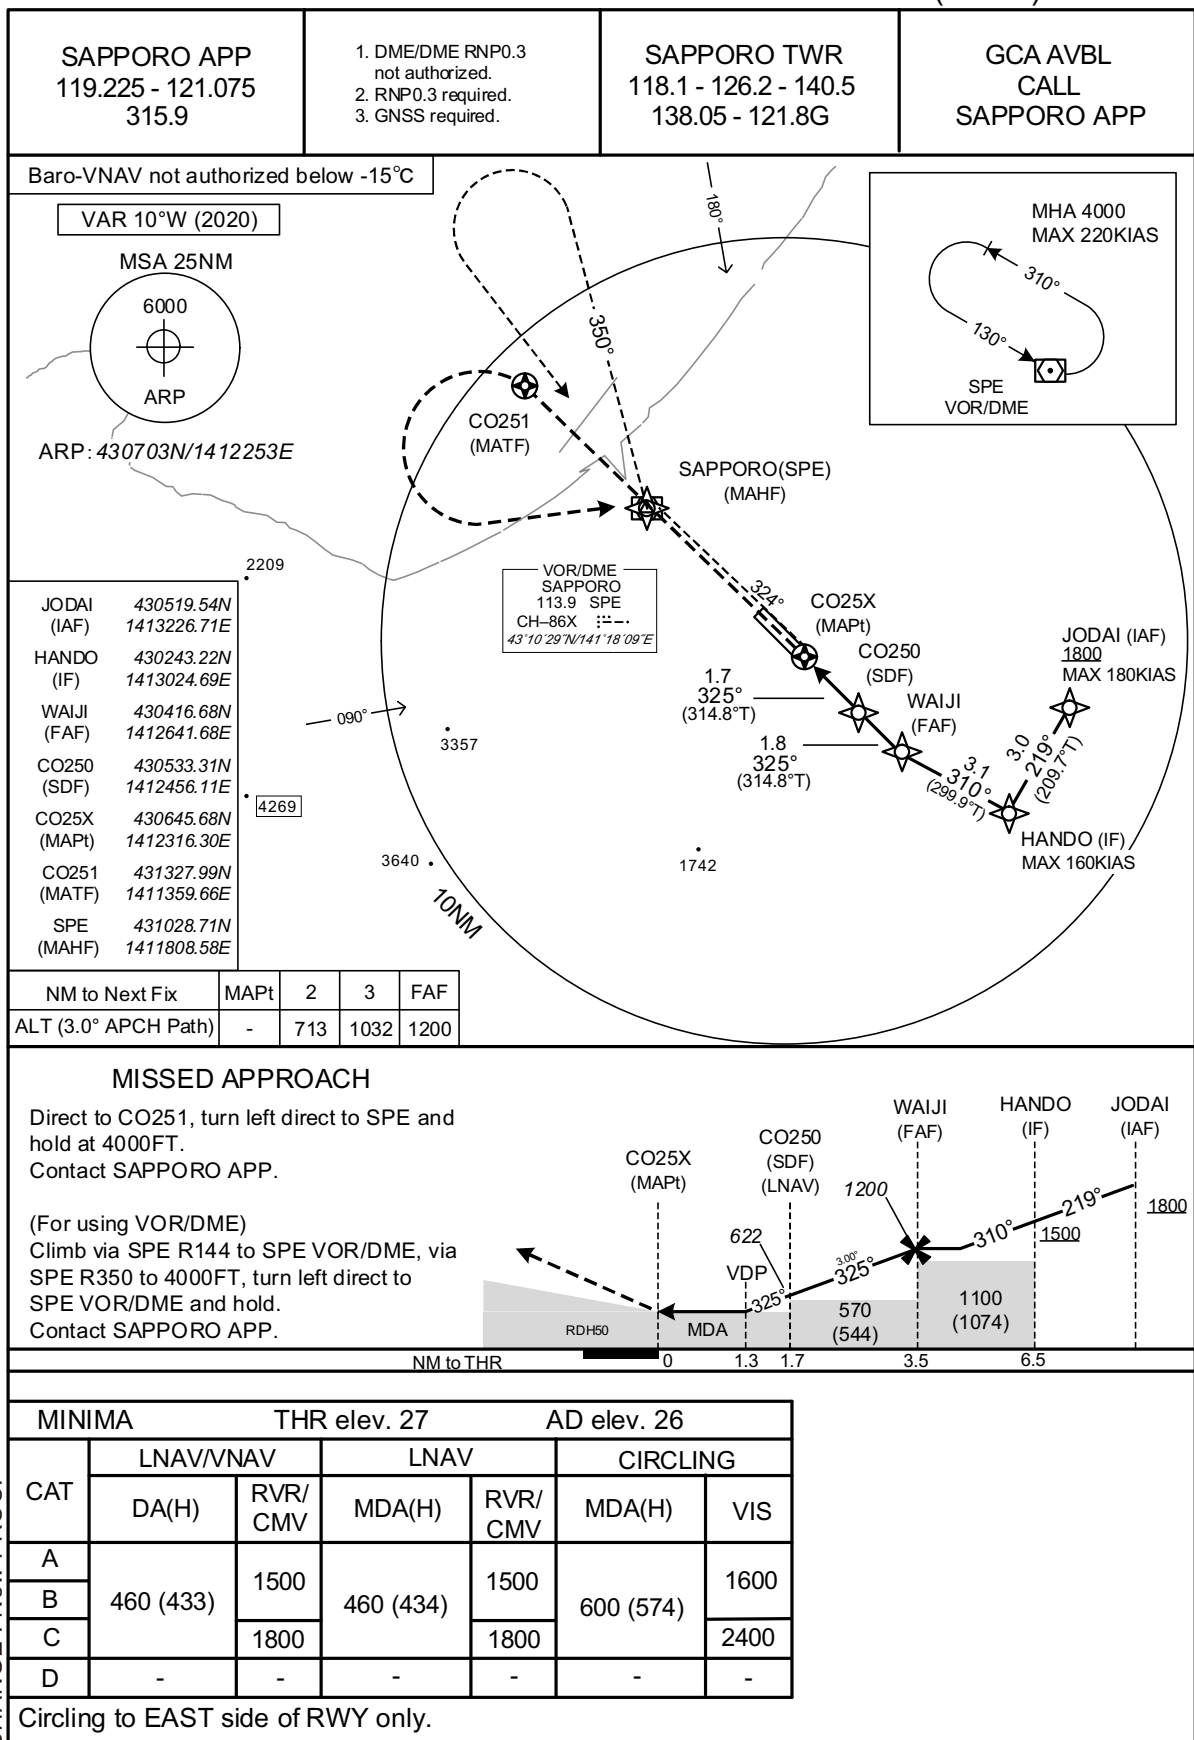 SAPPORO APP
119.225 - 121.075
315.9
1. DME/DME RNP0.3
not authorized.
2. RNP0.3 required.
3. GNSS required.
SAPPORO TWR
118.1 - 126.2 - 140.5
138.05 - 121.8G
GCA AVBL
CALL
SAPPORO APP
Baro-VNAV not authorized below -15°C
VAR 10°W (2020)
MSA 25NM
6000
ARP
ARP: 430703N/1412253E
180°
350°
MHA 4000
MAX 220KIAS
310°
130°
SPE
VOR/DME
CO251
(MATF)
SAPPORO(SPE)
(MAHF)
VOR/DME
SAPPORO
113.9 SPE
CH–86X
43°10'29"N/141°18'09"E
324°
CO25X
(MAPt)
CO250
(SDF)
WAIJI
(FAF)
JODAI (IAF)
1800
MAX 180KIAS
1.7
325°
(314.8°T)
1.8
325°
(314.8°T)
3.1
310°
(299.9°T)
3.0
219°
(209.7°T)
HANDO (IF)
MAX 160KIAS
2209
090°
3357
4269
3640
1742
10NM
JODAI 430519.54N
(IAF) 1413226.71E
HANDO 430243.22N
(IF) 1413024.69E
WAIJI 430416.68N
(FAF) 1412641.68E
CO250 430533.31N
(SDF) 1412456.11E
CO25X 430645.68N
(MAPt) 1412316.30E
CO251 431327.99N
(MATF) 1411359.66E
SPE 431028.71N
(MAHF) 1411808.58E
NM to Next Fix MAPt 2 3 FAF
ALT (3.0° APCH Path) - 713 1032 1200
MISSED APPROACH
Direct to CO251, turn left direct to SPE and
hold at 4000FT.
Contact SAPPORO APP.
(For using VOR/DME)
Climb via SPE R144 to SPE VOR/DME, via
SPE R350 to 4000FT, turn left direct to
SPE VOR/DME and hold.
Contact SAPPORO APP.
CO25X
(MAPt)
CO250
(SDF)
(LNAV)
WAIJI
(FAF)
HANDO
(IF)
JODAI
(IAF)
1200
622
VDP
325°
3.00°
325°
310°
219°
1800
1500
RDH50
MDA
570
(544)
1100
(1074)
NM to THR 0 1.3 1.7 3.5 6.5
MINIMA THR elev. 27 AD elev. 26
CAT LNAV/VNAV LNAV CIRCLING
DA(H) RVR/CMV MDA(H) RVR/CMV MDA(H) VIS
A
B
460 (433) 1500 460 (434) 1500 600 (574) 1600
C 1800 1800 2400
D - - - - - -
Circling to EAST side of RWY only.